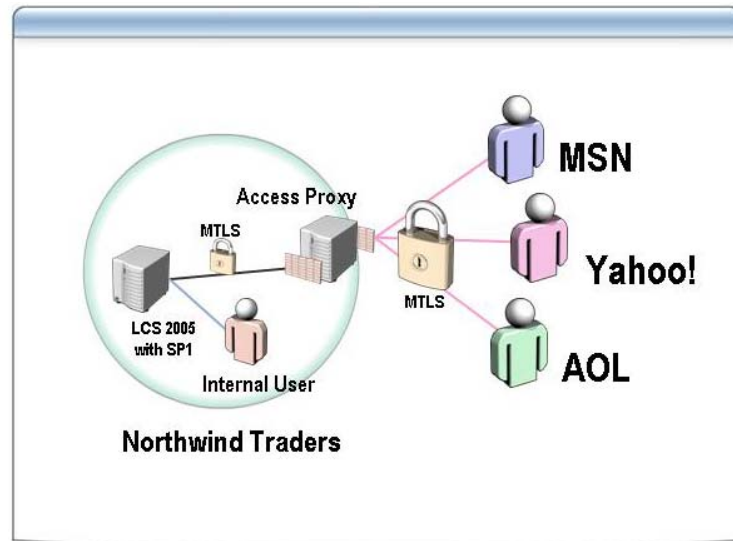 MSN
Access Proxy
MTLS
Yahoo!
MTLS
LCS 2005
with SP1
AOL
Internal User
Northwind Traders